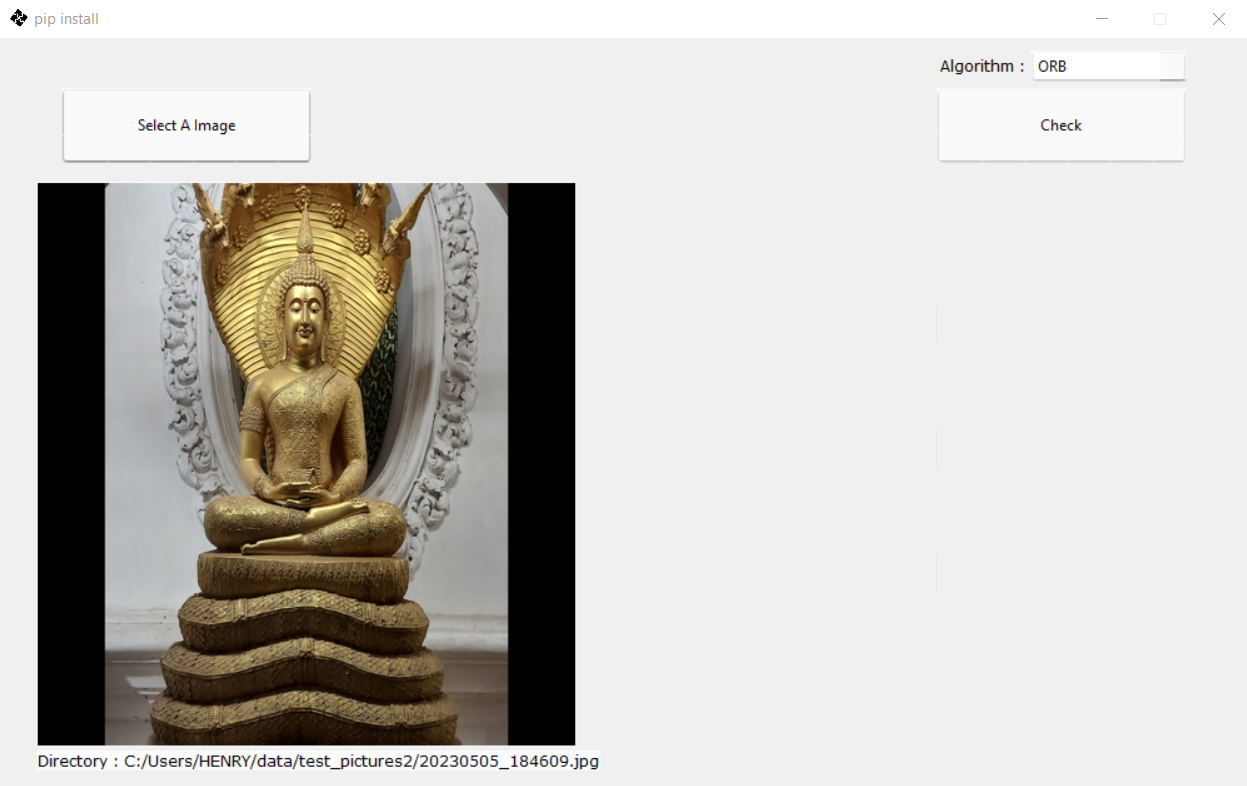 pip install
Algorithm :
ORB
Select A Image
Check
Directory : C:/Users/HENRY/data/test_pictures2/20230505_184609.jpg